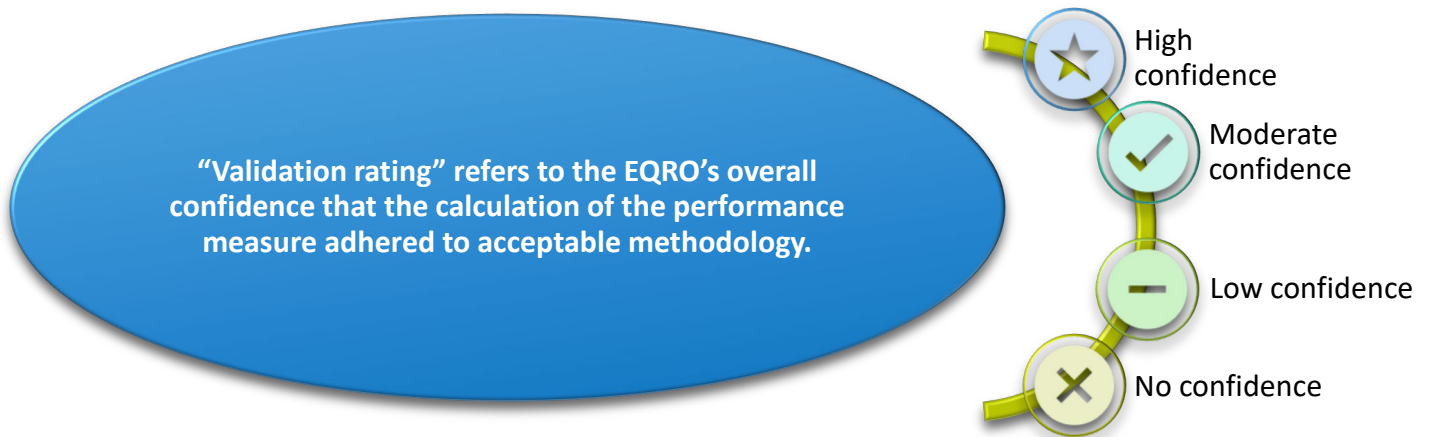 “Validation rating” refers to the EQRO’s overall
confidence that the calculation of the performance
measure adhered to acceptable methodology.
High
confidence
Moderate
confidence
Low confidence
No confidence